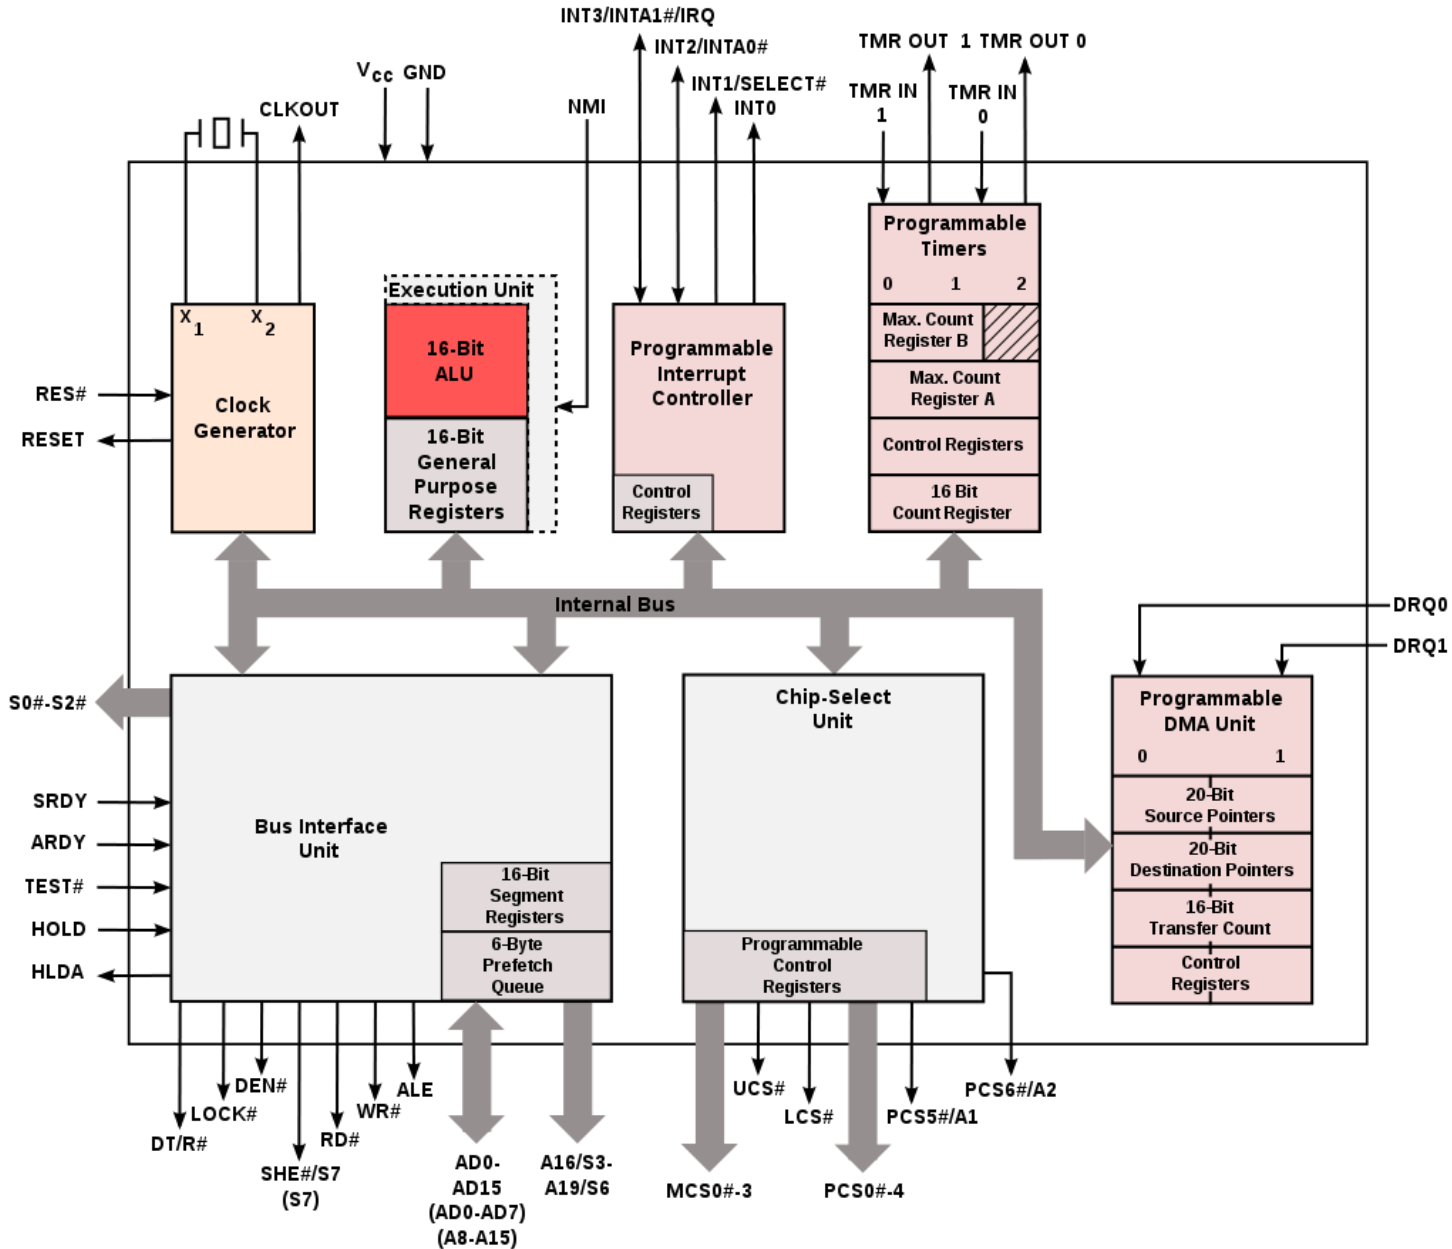 INT3/INTA1#/IRQ
INT2/INTA0#
INT1/SELECT#
INT0
TMR OUT 1 TMR OUT 0
TMR IN
1
TMR IN
0
Vcc GND
CLKOUT
NMI
Programmable
Timers
0 1 2
Max. Count
Register B
Max. Count
Register A
Control Registers
16 Bit
Count Register
Execution Unit
16-Bit
ALU
16-Bit
General
Purpose
Registers
X1 X2
Clock
Generator
RES#
RESET
Programmable
Interrupt
Controller
Control
Registers
Internal Bus
DRQ0
DRQ1
S0#-S2#
SRDY
ARDY
TEST#
HOLD
HLDA
Bus Interface
Unit
16-Bit
Segment
Registers
6-Byte
Prefetch
Queue
Chip-Select
Unit
Programmable
Control
Registers
Programmable
DMA Unit
0 1
20-Bit
Source Pointers
20-Bit
Destination Pointers
16-Bit
Transfer Count
Control
Registers
DT/R#
LOCK#
DEN#
SHE#/S7
(S7)
RD#
WR#
ALE
AD0-
AD15
(AD0-AD7)
(A8-A15)
A16/S3-
A19/S6
MCS0#-3
UCS#
LCS#
PCS0#-4
PCS5#/A1
PCS6#/A2